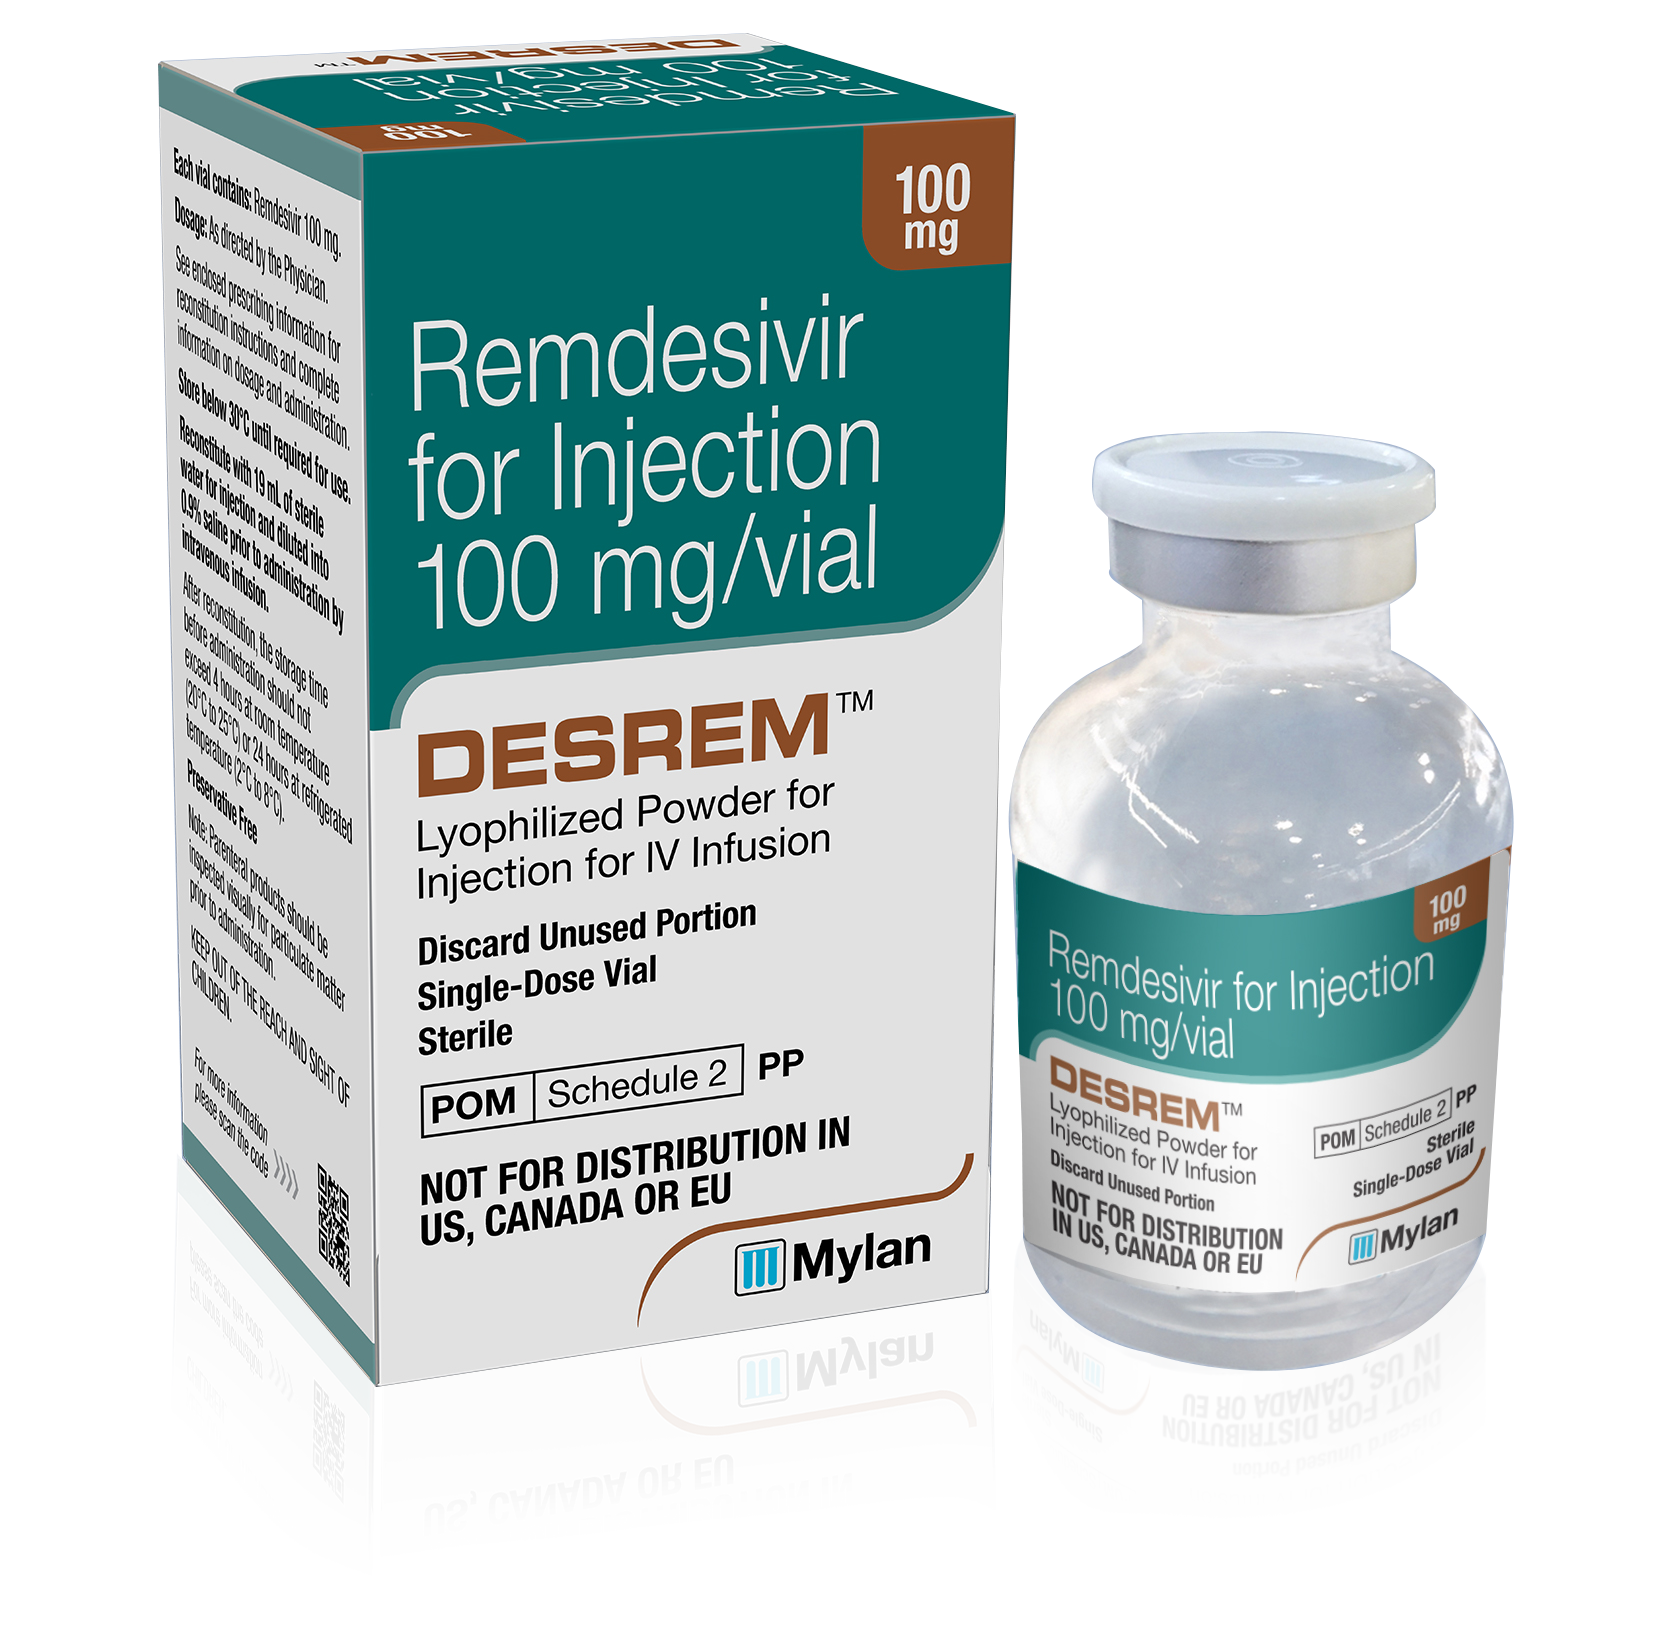 DESREM™
Remdesivir
for Injection
100 mg/vial
100
mg
Each vial contains: Remdesivir 100 mg.
Dosage: As directed by the Physician.
See enclosed prescribing information for
reconstitution instructions and complete
information on dosage and administration.
Store below 30°C until required for use.
Reconstitute with 19 mL of sterile
water for injection and diluted into
0.9% saline prior to administration by
intravenous infusion.
After reconstitution, the storage time
before administration should not
exceed 4 hours at room temperature
(20°C to 25°C) or 24 hours at refrigerated
temperature (2°C to 8°C).
Preservative Free
Note: Parenteral products should be
inspected visually for particulate matter
prior to administration.
KEEP OUT OF THE REACH AND SIGHT OF
CHILDREN.
For more information
please scan the code
100
mg
Remdesivir
for Injection
100 mg/vial
DESREM™
Lyophilized Powder for
Injection for IV Infusion
Discard Unused Portion
Single-Dose Vial
Sterile
POM Schedule 2 PP
NOT FOR DISTRIBUTION IN
US, CANADA OR EU
Mylan
100
mg
Remdesivir for Injection
100 mg/vial
DESREM™
Lyophilized Powder for
Injection for IV Infusion
Discard Unused Portion
NOT FOR DISTRIBUTION
IN US, CANADA OR EU
POM Schedule 2 PP
Sterile
Single-Dose Vial
Mylan